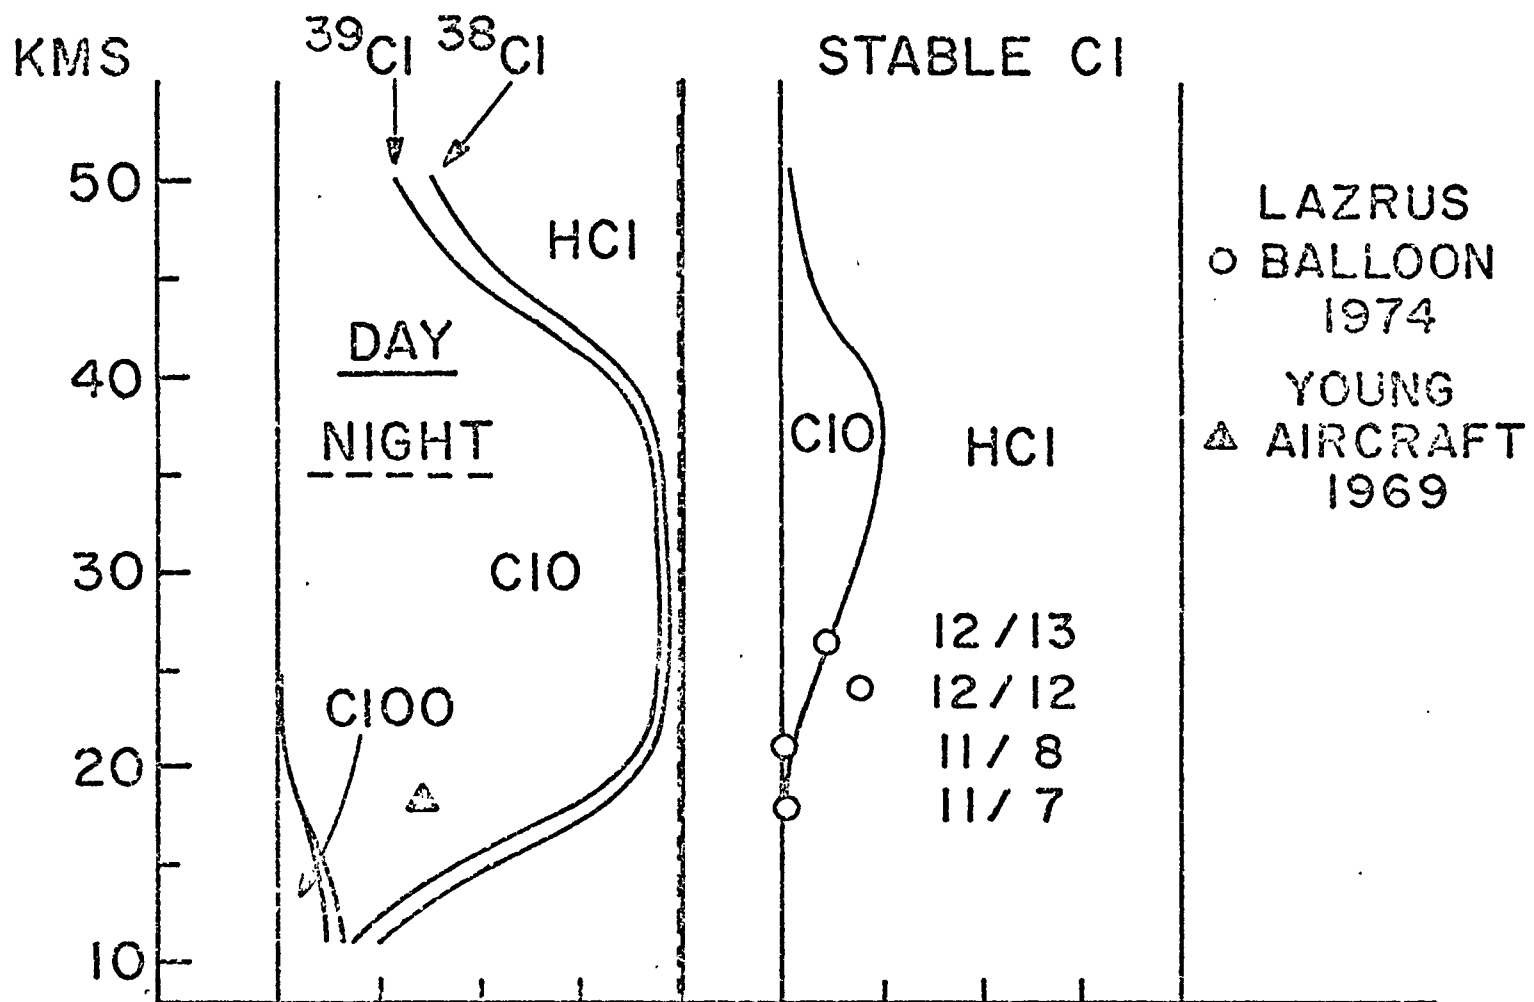 KMS
39Cl 38Cl
STABLE Cl
50
40
30
20
10
HCl
DAY
NIGHT
ClO
ClOO
ClO
HCl
12/13
12/12
11/8
11/7
LAZRUS
BALLOON
1974
YOUNG
AIRCRAFT
1969